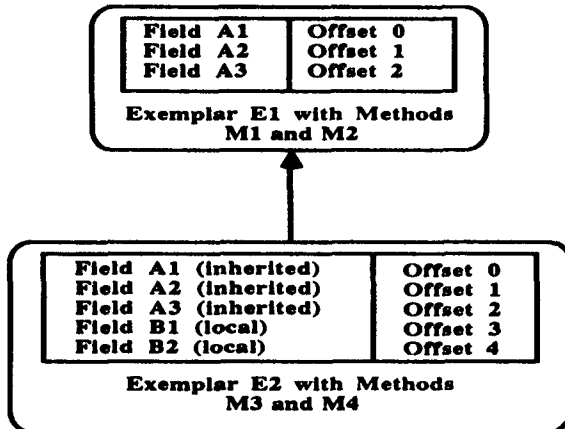 Field A1 Offset 0
Field A2 Offset 1
Field A3 Offset 2
Exemplar E1 with Methods
M1 and M2
Field A1 (inherited) Offset 0
Field A2 (inherited) Offset 1
Field A3 (inherited) Offset 2
Field B1 (local) Offset 3
Field B2 (local) Offset 4
Exemplar E2 with Methods
M3 and M4